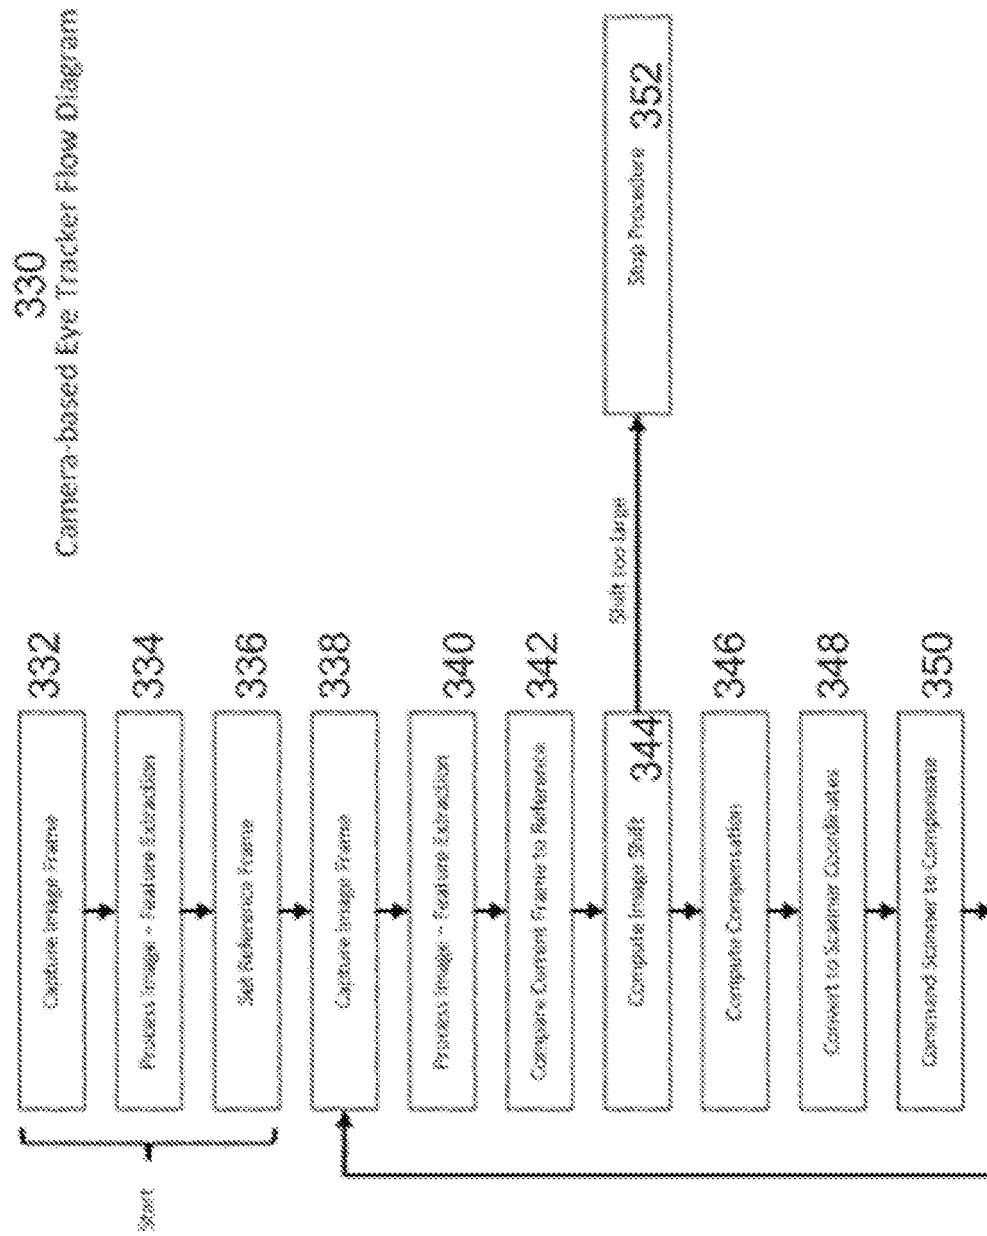 330
Camera-based Eye Tracker Flow Diagram
Start
Capture Image Frame
332
Process Image - Feature Extraction
334
Set Reference Frame
336
Capture Image Frame
338
Process Image - Feature Extraction
340
Compare Current Frame to Reference
342
Compute Image Shift
344
Shift too large
Stop Procedure
352
Compute Compensation
346
Convert to Scanner Coordinates
348
Command Scanner to Compensate
350